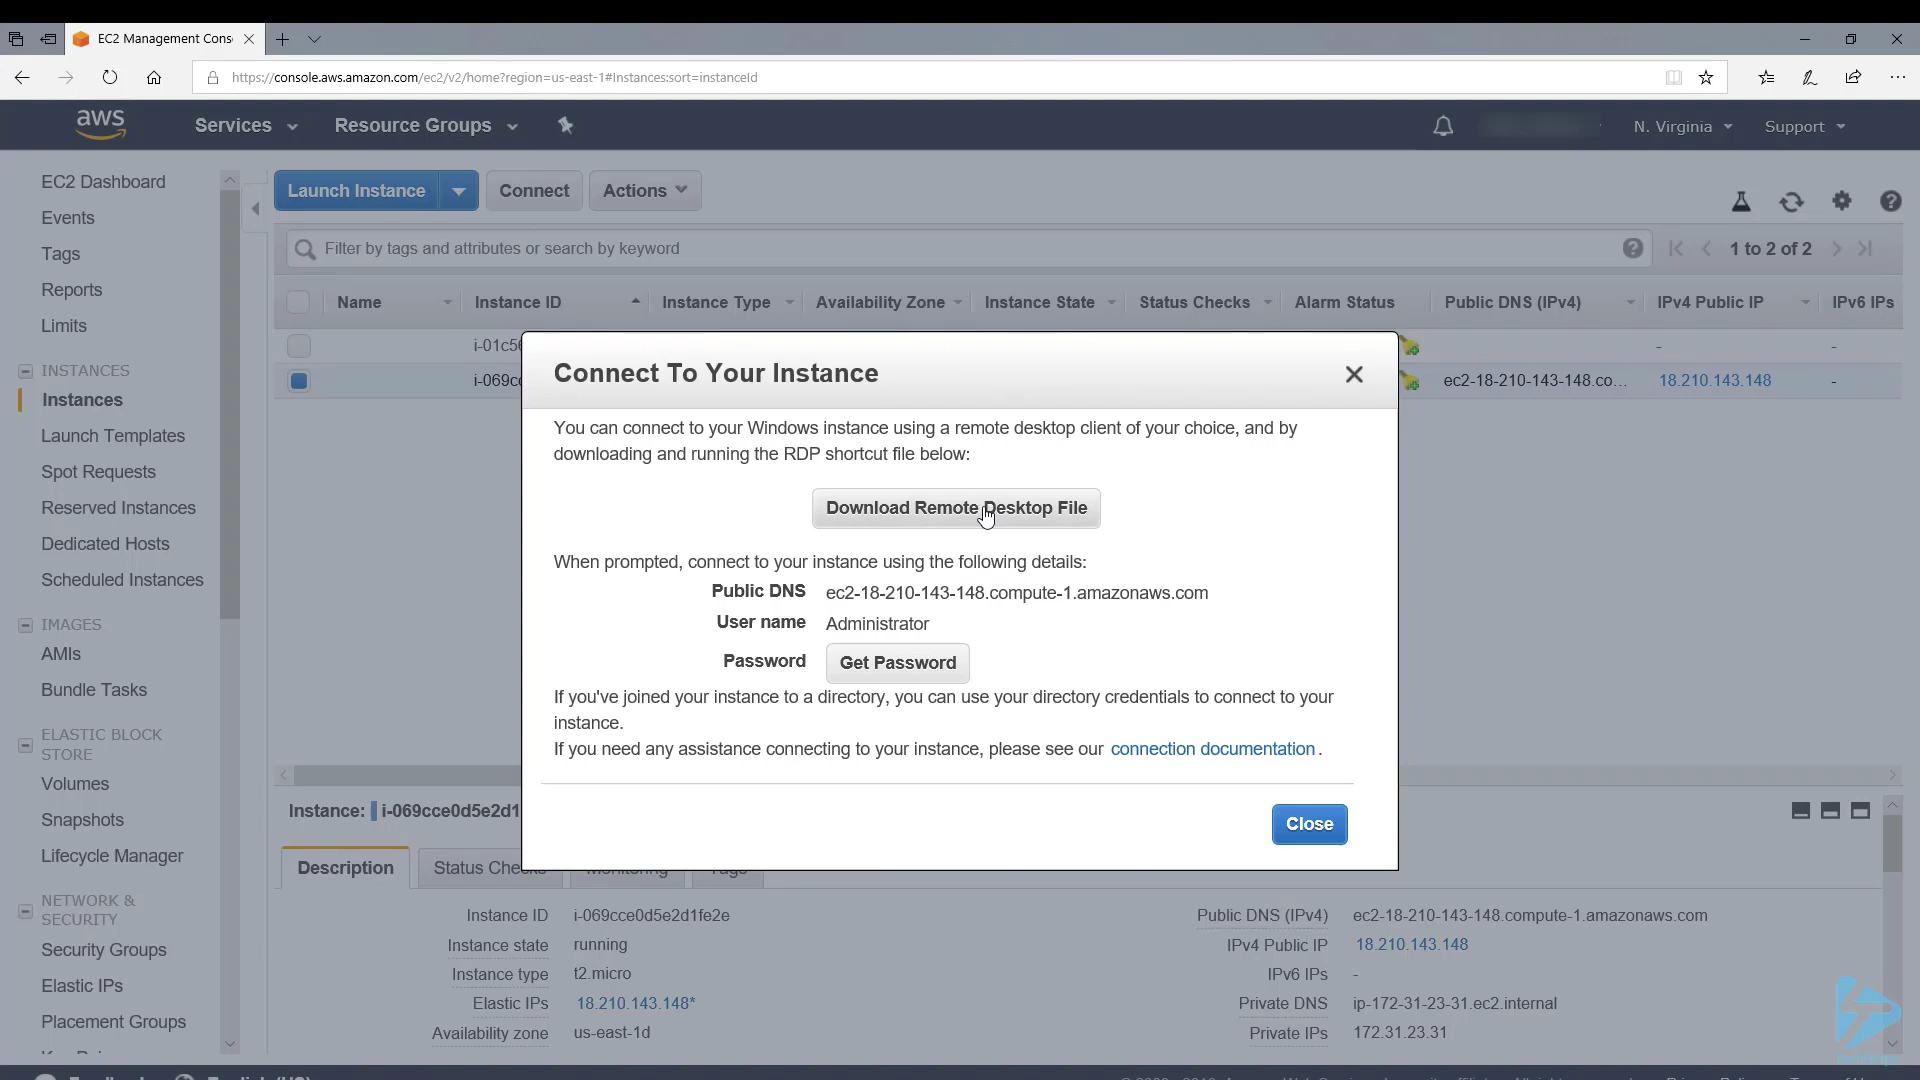 EC2 Management Cons
https://console.aws.amazon.com/ec2/v2/home?region=us-east-1#Instances:sort=instanceId
aws Services Resource Groups N. Virginia Support
EC2 Dashboard
Events
Tags
Reports
Limits
INSTANCES
Instances
Launch Templates
Spot Requests
Reserved Instances
Dedicated Hosts
Scheduled Instances
IMAGES
AMIs
Bundle Tasks
ELASTIC BLOCK
STORE
Volumes
Snapshots
Lifecycle Manager
NETWORK &
SECURITY
Security Groups
Elastic IPs
Placement Groups
Launch Instance Connect Actions
Filter by tags and attributes or search by keyword 1 to 2 of 2
Name Instance ID Instance Type Availability Zone Instance State Status Checks Alarm Status Public DNS (IPv4) IPv4 Public IP IPv6 IPs
i-01c5 - -
i-069c ec2-18-210-143-148.co... 18.210.143.148 -
Connect To Your Instance
You can connect to your Windows instance using a remote desktop client of your choice, and by
downloading and running the RDP shortcut file below:
Download Remote Desktop File
When prompted, connect to your instance using the following details:
Public DNS ec2-18-210-143-148.compute-1.amazonaws.com
User name Administrator
Password Get Password
If you've joined your instance to a directory, you can use your directory credentials to connect to your
instance.
If you need any assistance connecting to your instance, please see our connection documentation.
Close
Instance: i-069cce0d5e2d1
Description Status Checks Monitoring Tags
Instance ID i-069cce0d5e2d1fe2e Public DNS (IPv4) ec2-18-210-143-148.compute-1.amazonaws.com
Instance state running IPv4 Public IP 18.210.143.148
Instance type t2.micro IPv6 IPs -
Elastic IPs 18.210.143.148* Private DNS ip-172-31-23-31.ec2.internal
Availability zone us-east-1d Private IPs 172.31.23.31